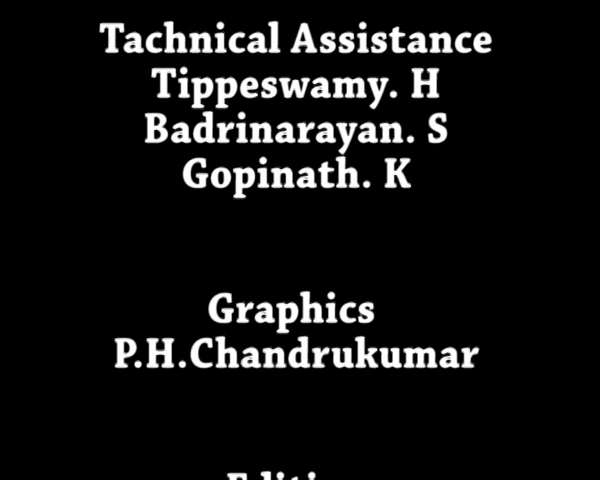 Tachnical Assistance
Tippeswamy. H
Badrinarayan. S
Gopinath. K
Graphics
P.H.Chandrukumar